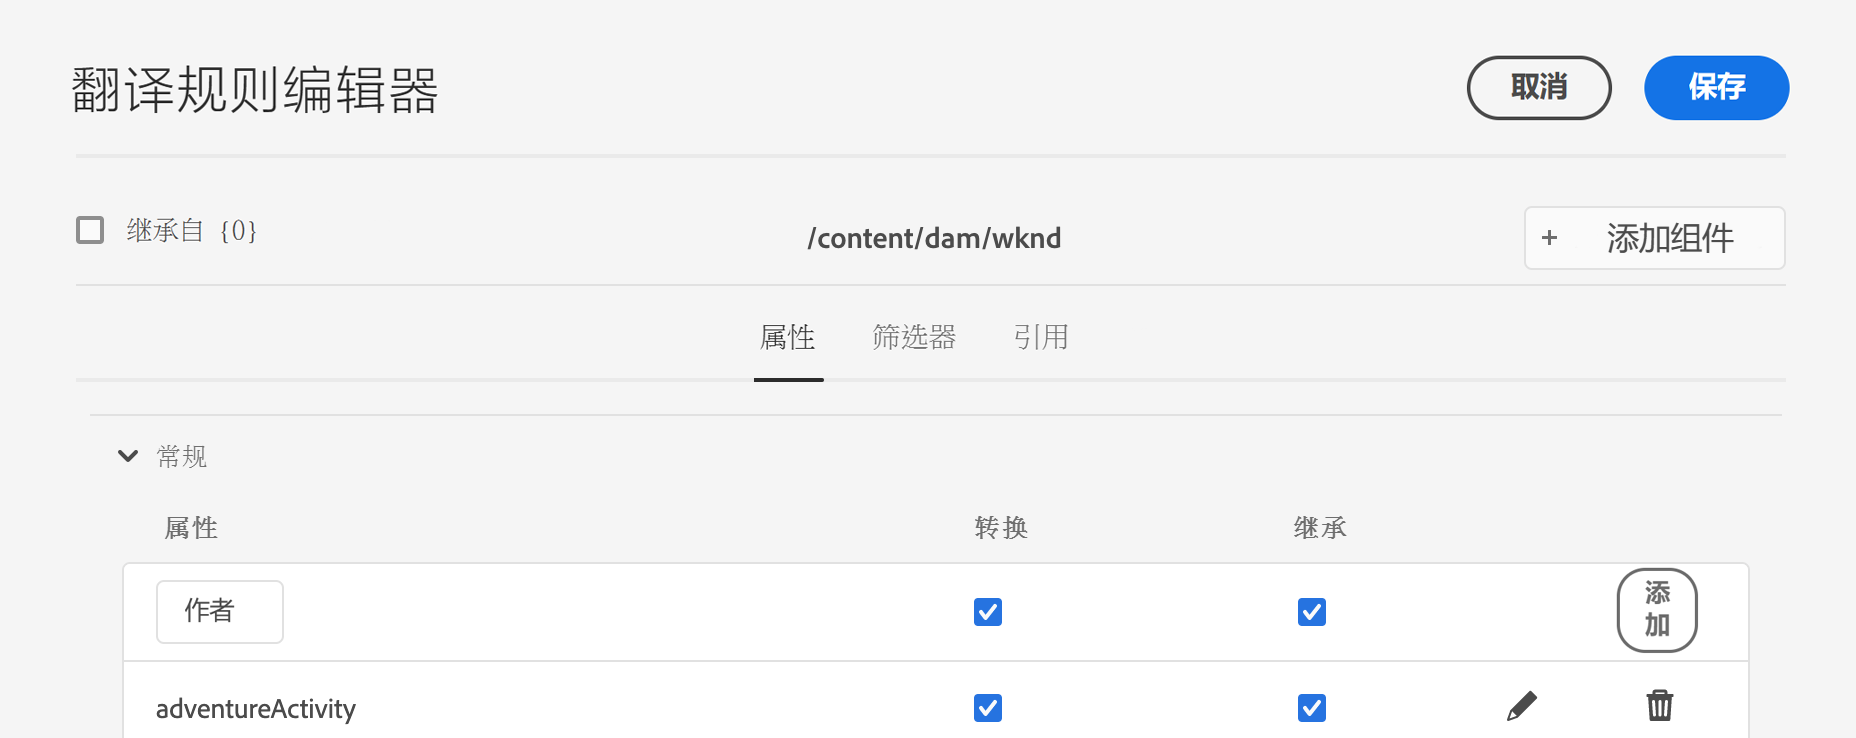 翻译规则编辑器
取消
保存
继承自 {0}
/content/dam/wknd
+ 添加组件
属性 筛选器 引用
常规
属性 转换 继承
作者
添
加
adventureActivity